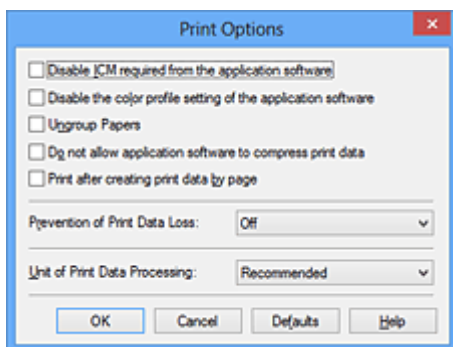 Print Options
Disable ICM required from the application software
Disable the color profile setting of the application software
Ungroup Papers
Do not allow application software to compress print data
Print after creating print data by page
Prevention of Print Data Loss: Off
Unit of Print Data Processing: Recommended
OK Cancel Defaults Help